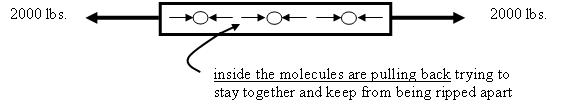 2000 lbs. 2000 lbs.
inside the molecules are pulling back trying to
stay together and keep from being ripped apart